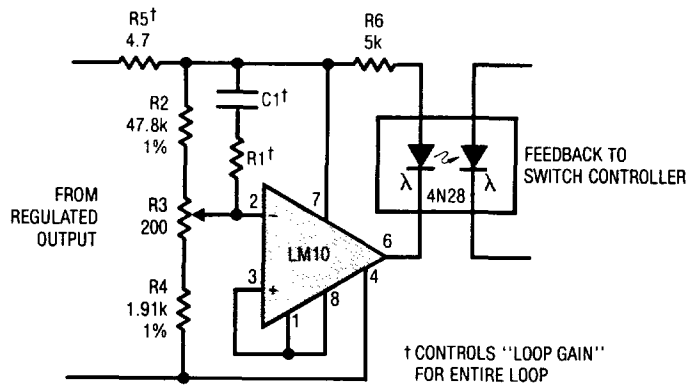 R5†
4.7
R6
5k
R2
47.8k
1%
C1†
R1†
FROM
REGULATED
OUTPUT
R3
200
2
−
7
LM10
6
3
+
4
8
1
R4
1.91k
1%
λ
4N28
λ
FEEDBACK TO
SWITCH CONTROLLER
† CONTROLS "LOOP GAIN"
FOR ENTIRE LOOP